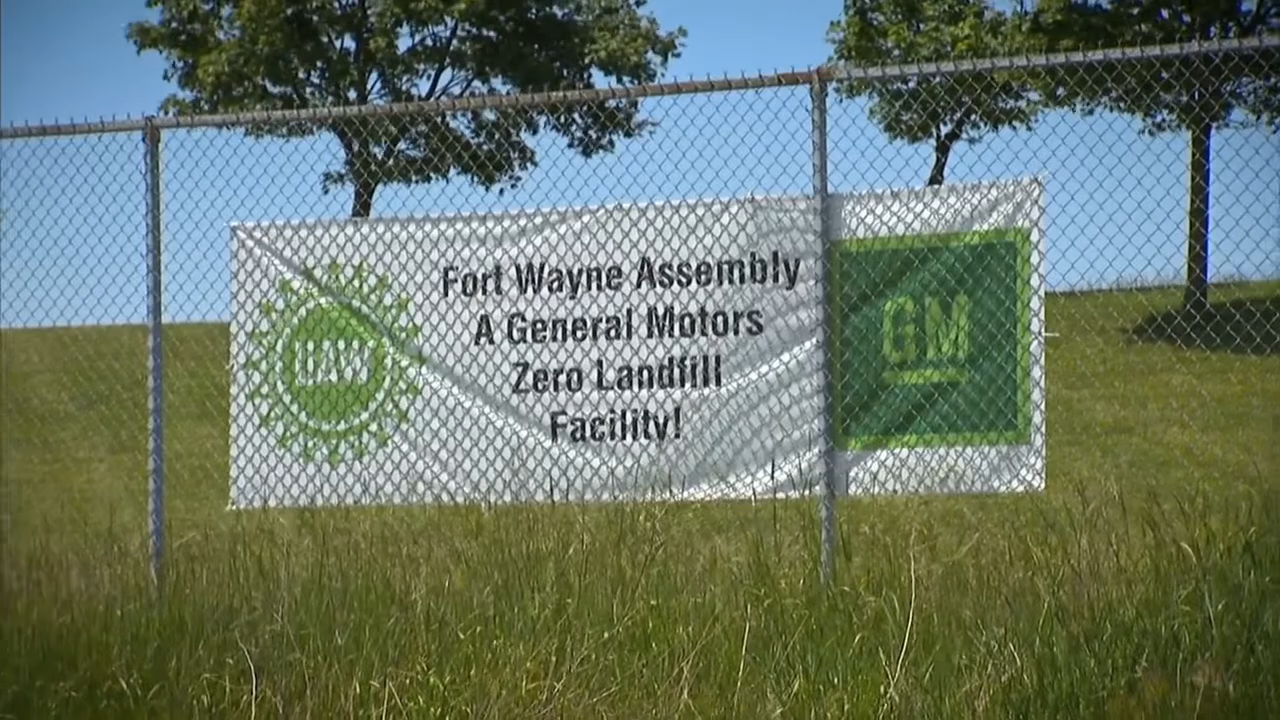 UAW
Fort Wayne Assembly
A General Motors
Zero Landfill
Facility!
GM